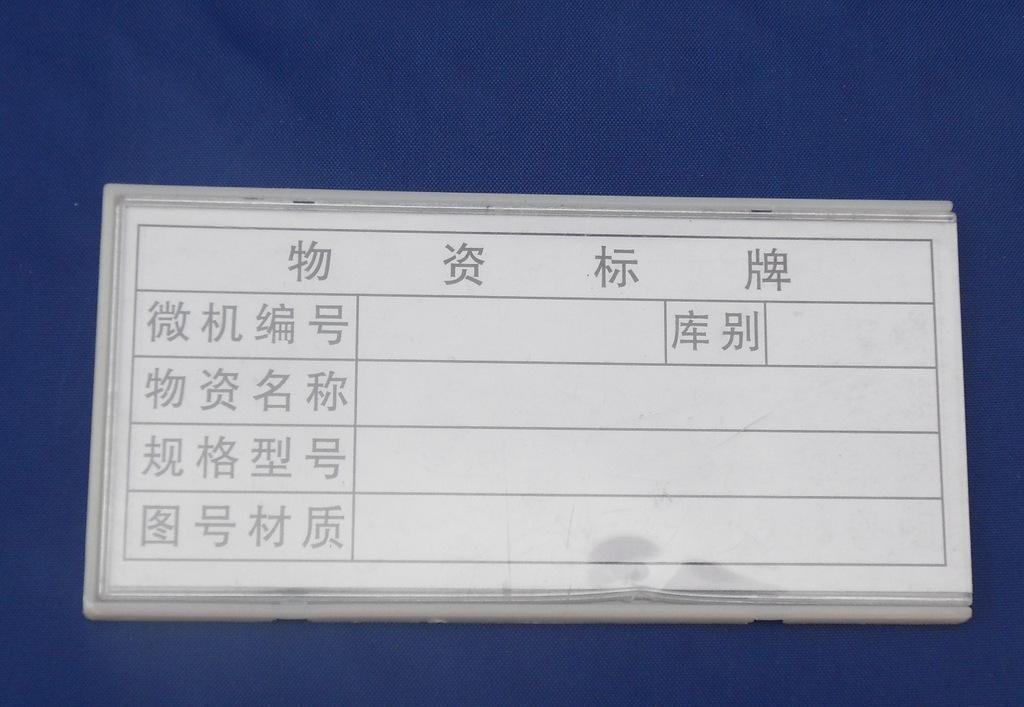 物资标牌
微机编号 库别
物资名称
规格型号
图号材质